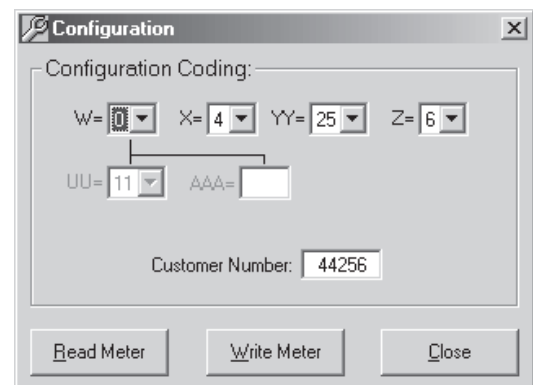 Configuration
Configuration Coding:
W= 0 X= 4 YY= 25 Z= 6
UU= 11 AAA=
Customer Number: 44256
Read Meter Write Meter Close